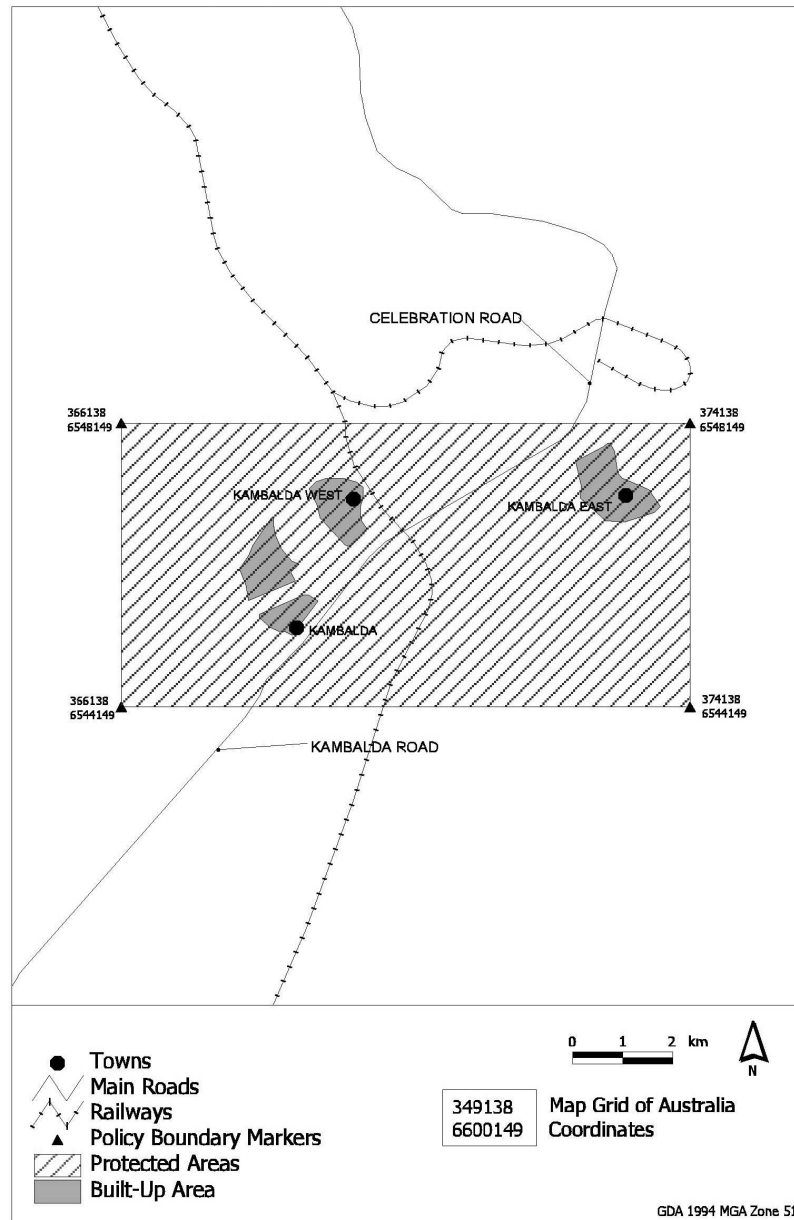 CELEBRATION ROAD
366138
6548149
374138
6548149
KAMBALDA WEST
KAMBALDA EAST
KAMBALDA
366138
6544149
374138
6544149
KAMBALDA ROAD
0 1 2 km
N
Towns
Main Roads
Railways
Policy Boundary Markers
Protected Areas
Built-Up Area
349138
6600149
Map Grid of Australia
Coordinates
GDA 1994 MGA Zone 51